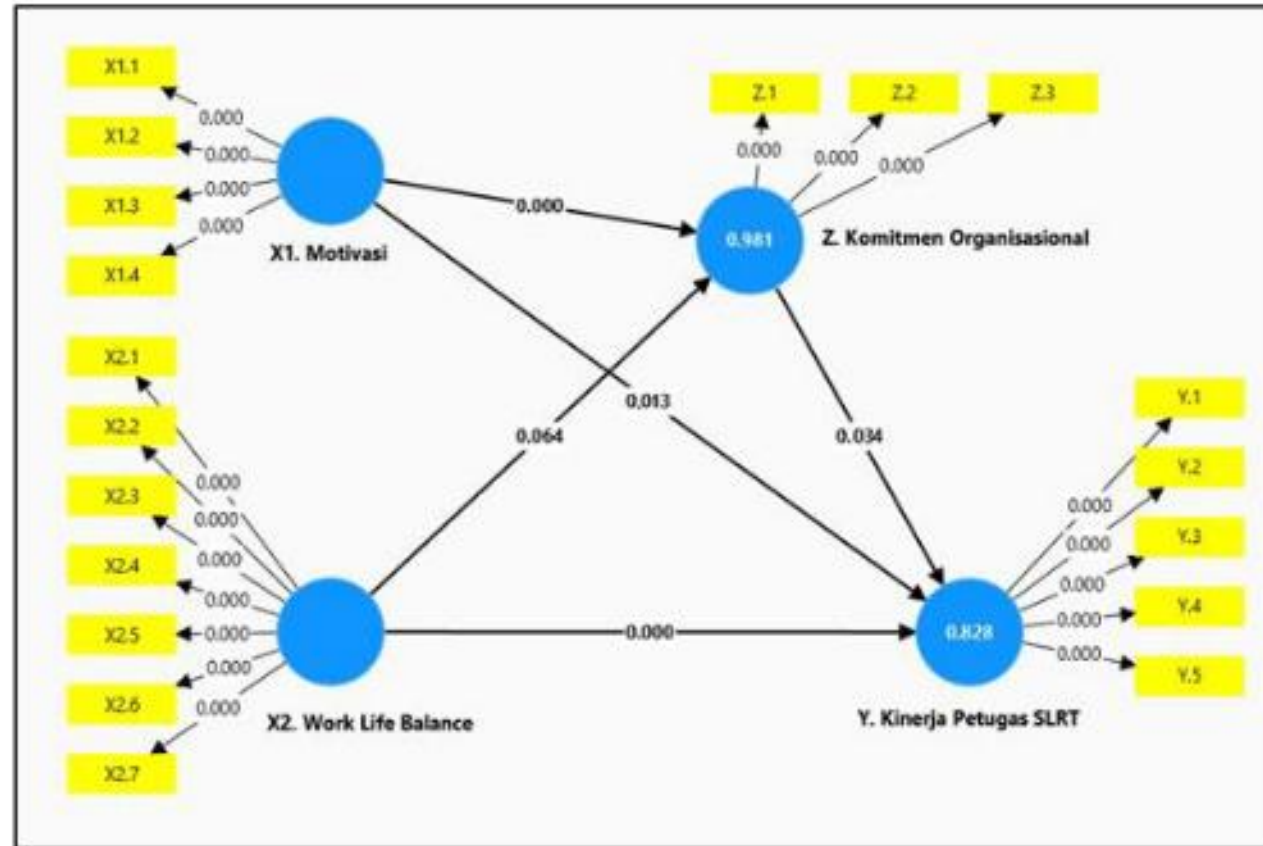 X1.1
0.000
X1.2
0.000
X1.3
0.000
X1.4
0.000
X1. Motivasi
Z.1
Z.2
Z.3
0.000
0.000
0.000
0.981
Z. Komitmen Organisasional
0.000
0.013
0.064
0.034
0.000
X2.1
X2.2
X2.3
X2.4
X2.5
X2.6
X2.7
0.000
0.000
0.000
0.000
0.000
0.000
0.000
X2. Work Life Balance
Y.1
Y.2
Y.3
Y.4
Y.5
0.000
0.000
0.000
0.000
0.000
0.828
Y. Kinerja Petugas SLRT